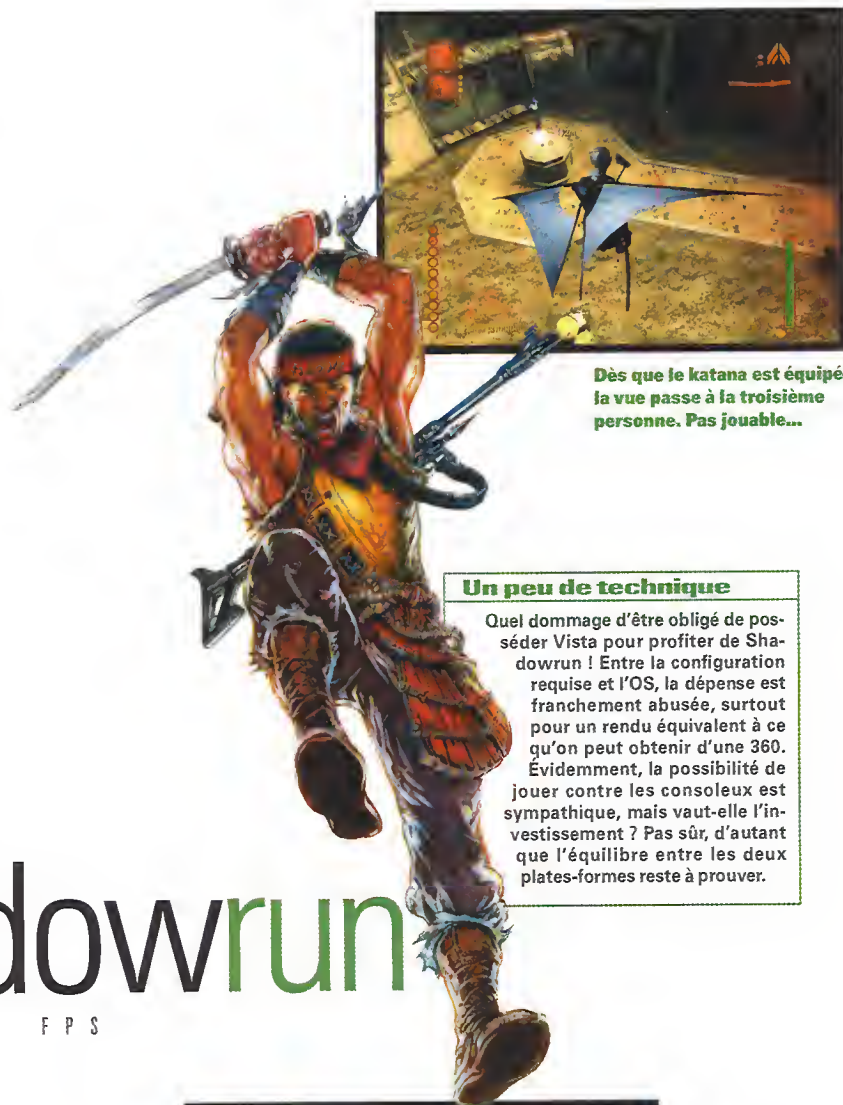 Dès que le katana est équipé
la vue passe à la troisième
personne. Pas jouable...
Un peu de technique
Quel dommage d'être obligé de pos-
séder Vista pour profiter de Sha-
dowrun ! Entre la configuration
requise et l'OS, la dépense est
franchement abusée, surtout
pour un rendu équivalent à ce
qu'on peut obtenir d'une 360.
Évidemment, la possibilité de
jouer contre les consoleux est
sympathique, mais vaut-elle l'in-
vestissement ? Pas sûr, d'autant
que l'équilibre entre les deux
plates-formes reste à prouver.
dowrun
FPS